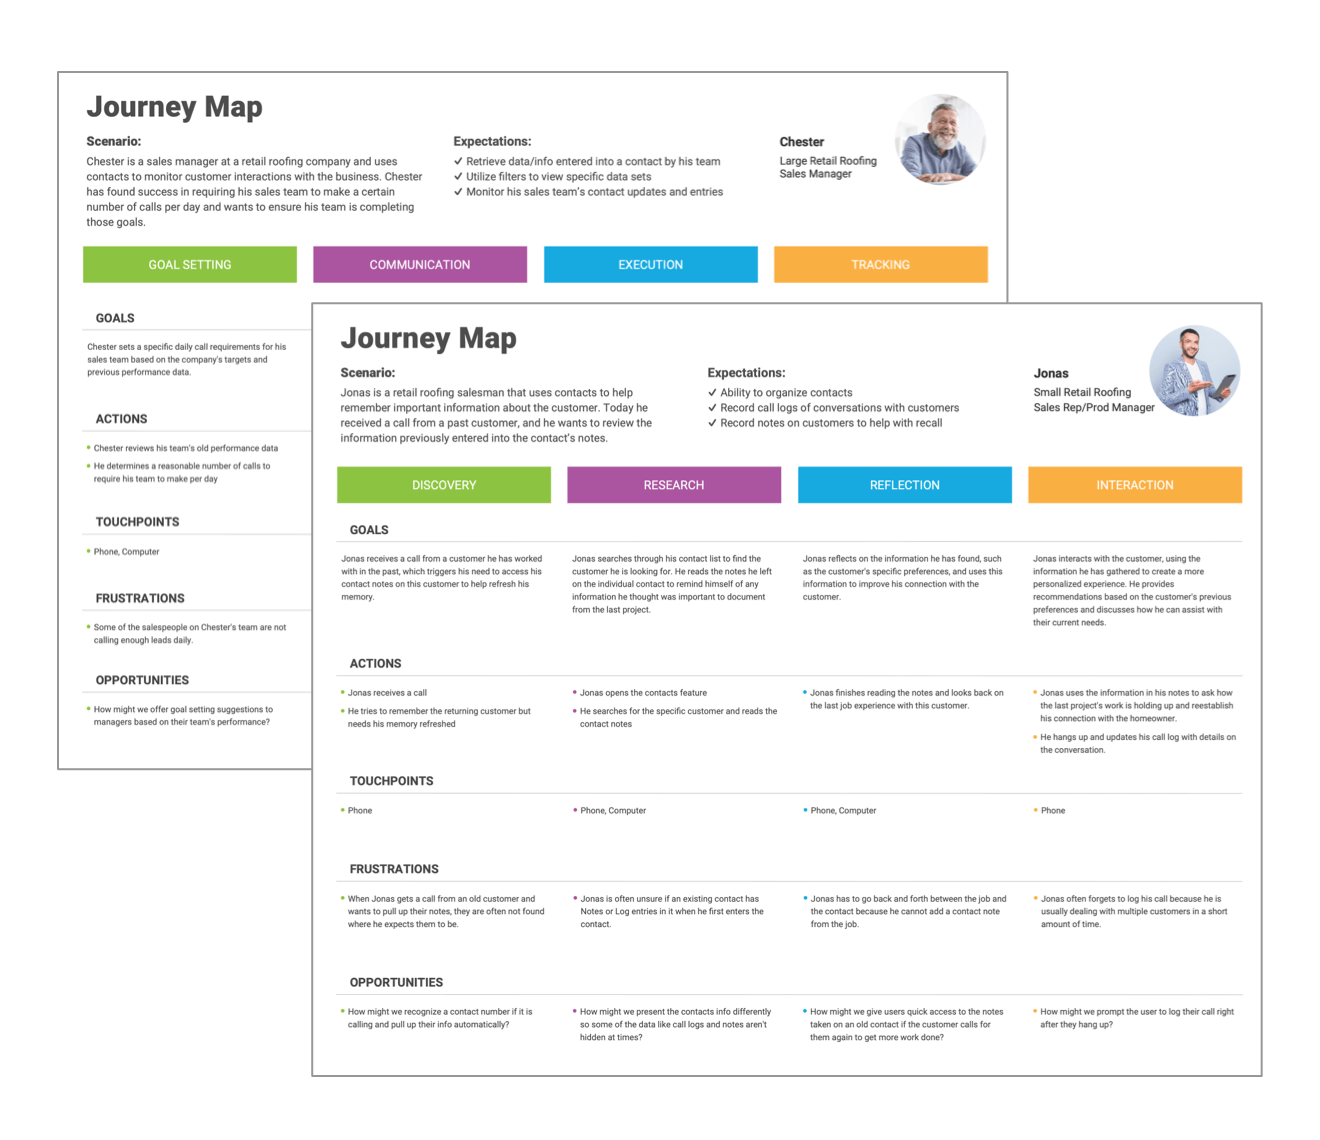 Journey Map
Scenario:
Chester is a sales manager at a retail roofing company and uses
contacts to monitor customer interactions with the business. Chester
has found success in requiring his sales team to make a certain
number of calls per day and wants to ensure his team is completing
those goals.
Expectations:
✓ Retrieve data/info entered into a contact by his team
✓ Utilize filters to view specific data sets
✓ Monitor his sales team's contact updates and entries
Chester
Large Retail Roofing
Sales Manager
GOAL SETTING
COMMUNICATION
EXECUTION
TRACKING
GOALS
Chester sets a specific daily call requirements for his
sales team based on the company's targets and
previous performance data.
ACTIONS
• Chester reviews his team's old performance data
• He determines a reasonable number of calls to
require his team to make per day
TOUCHPOINTS
• Phone, Computer
FRUSTRATIONS
• Some of the salespeople on Chester's team are not
calling enough leads daily.
OPPORTUNITIES
• How might we offer goal setting suggestions to
managers based on their team's performance?
Journey Map
Scenario:
Jonas is a retail roofing salesman that uses contacts to help
remember important information about the customer. Today he
received a call from a past customer, and he wants to review the
information previously entered into the contact's notes.
Expectations:
✓ Ability to organize contacts
✓ Record call logs of conversations with customers
✓ Record notes on customers to help with recall
Jonas
Small Retail Roofing
Sales Rep/Prod Manager
DISCOVERY
RESEARCH
REFLECTION
INTERACTION
GOALS
Jonas receives a call from a customer he has worked
with in the past, which triggers his need to access his
contact notes on this customer to help refresh his
memory.
Jonas searches through his contact list to find the
customer he is looking for. He reads the notes he left
on the individual contact to remind himself of any
information he thought was important to document
from the last project.
Jonas reflects on the information he has found, such
as the customer's specific preferences, and uses this
information to improve his connection with the
customer.
Jonas interacts with the customer, using the
information he has gathered to create a more
personalized experience. He provides
recommendations based on the customer's previous
preferences and discusses how he can assist with
their current needs.
ACTIONS
• Jonas receives a call
• He tries to remember the returning customer but
needs his memory refreshed
• Jonas opens the contacts feature
• He searches for the specific customer and reads the
contact notes
• Jonas finishes reading the notes and looks back on
the last job experience with this customer.
• Jonas uses the information in his notes to ask how
the last project's work is holding up and reestablish
his connection with the homeowner.
• He hangs up and updates his call log with details on
the conversation.
TOUCHPOINTS
• Phone
• Phone, Computer
• Phone, Computer
• Phone
FRUSTRATIONS
• When Jonas gets a call from an old customer and
wants to pull up their notes, they are often not found
where he expects them to be.
• Jonas is often unsure if an existing contact has
Notes or Log entries in it when he first enters the
contact.
• Jonas has to go back and forth between the job and
the contact because he cannot add a contact note
from the job.
• Jonas often forgets to log his call because he is
usually dealing with multiple customers in a short
amount of time.
OPPORTUNITIES
• How might we recognize a contact number if it is
calling and pull up their info automatically?
• How might we present the contacts info differently
so some of the data like call logs and notes aren't
hidden at times?
• How might we give users quick access to the notes
taken on an old contact if the customer calls for
them again to get more work done?
• How might we prompt the user to log their call right
after they hang up?